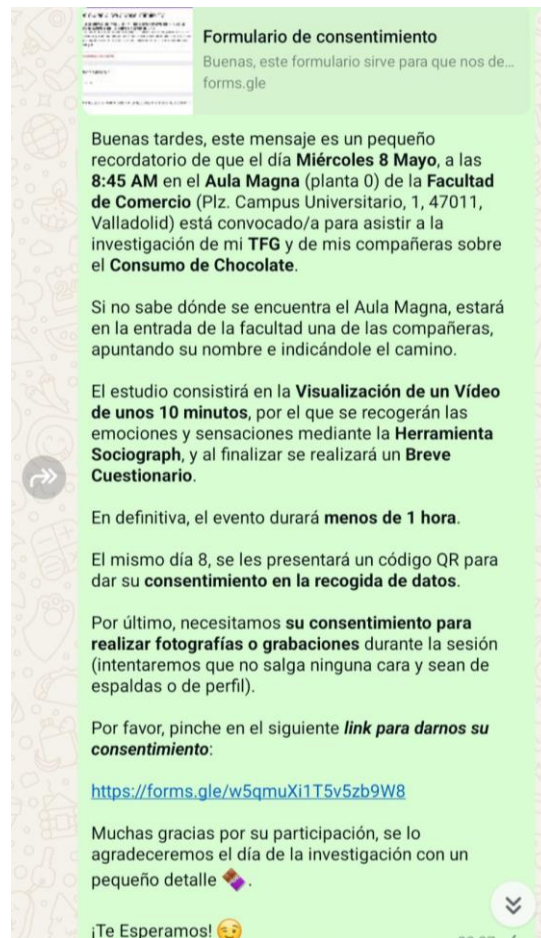 Formulario de consentimiento
Buenas, este formulario sirve para que nos de...
forms.gle
Buenas tardes, este mensaje es un pequeño
recordatorio de que el día Miércoles 8 Mayo, a las
8:45 AM en el Aula Magna (planta 0) de la Facultad
de Comercio (Plz. Campus Universitario, 1, 47011,
Valladolid) está convocado/a para asistir a la
investigación de mi TFG y de mis compañeras sobre
el Consumo de Chocolate.
Si no sabe dónde se encuentra el Aula Magna, estará
en la entrada de la facultad una de las compañeras,
apuntando su nombre e indicándole el camino.
El estudio consistirá en la Visualización de un Vídeo
de unos 10 minutos, por el que se recogerán las
emociones y sensaciones mediante la Herramienta
Sociograph, y al finalizar se realizará un Breve
Cuestionario.
En definitiva, el evento durará menos de 1 hora.
El mismo día 8, se les presentará un código QR para
dar su consentimiento en la recogida de datos.
Por último, necesitamos su consentimiento para
realizar fotografías o grabaciones durante la sesión
(intentaremos que no salga ninguna cara y sean de
espaldas o de perfil).
Por favor, pinche en el siguiente link para darnos su
consentimiento:
https://forms.gle/w5qmuXi1T5v5zb9W8
Muchas gracias por su participación, se lo
agradeceremos el día de la investigación con un
pequeño detalle 🍫.
¡Te Esperamos! 😉